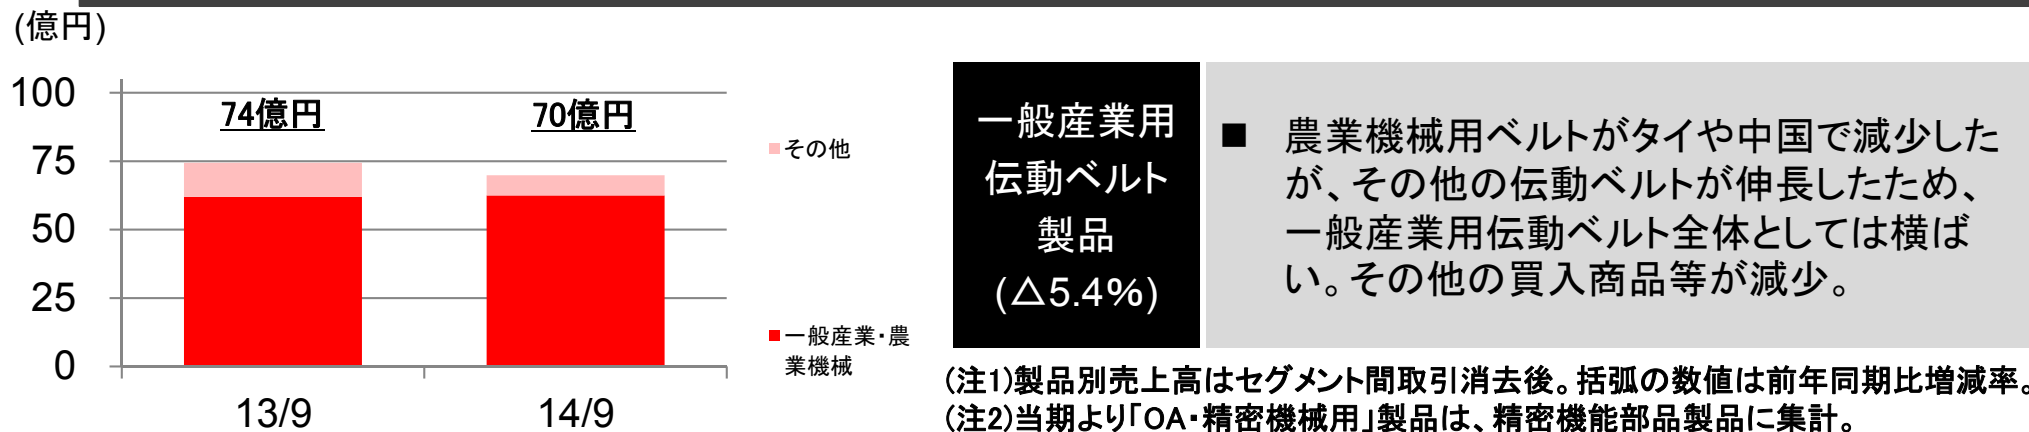 (億円)
100
75
50
25
0
74億円
70億円
13/9
14/9
■その他
■一般産業・農
業機械
一般産業用
伝動ベルト
製品
(△5.4%)
■ 農業機械用ベルトがタイや中国で減少した
が、その他の伝動ベルトが伸長したため、
一般産業用伝動ベルト全体としては横ば
い。その他の買入商品等が減少。
(注1)製品別売上高はセグメント間取引消去後。括弧の数値は前年同期比増減率。
(注2)当期より「OA・精密機械用」製品は、精密機能部品製品に集計。